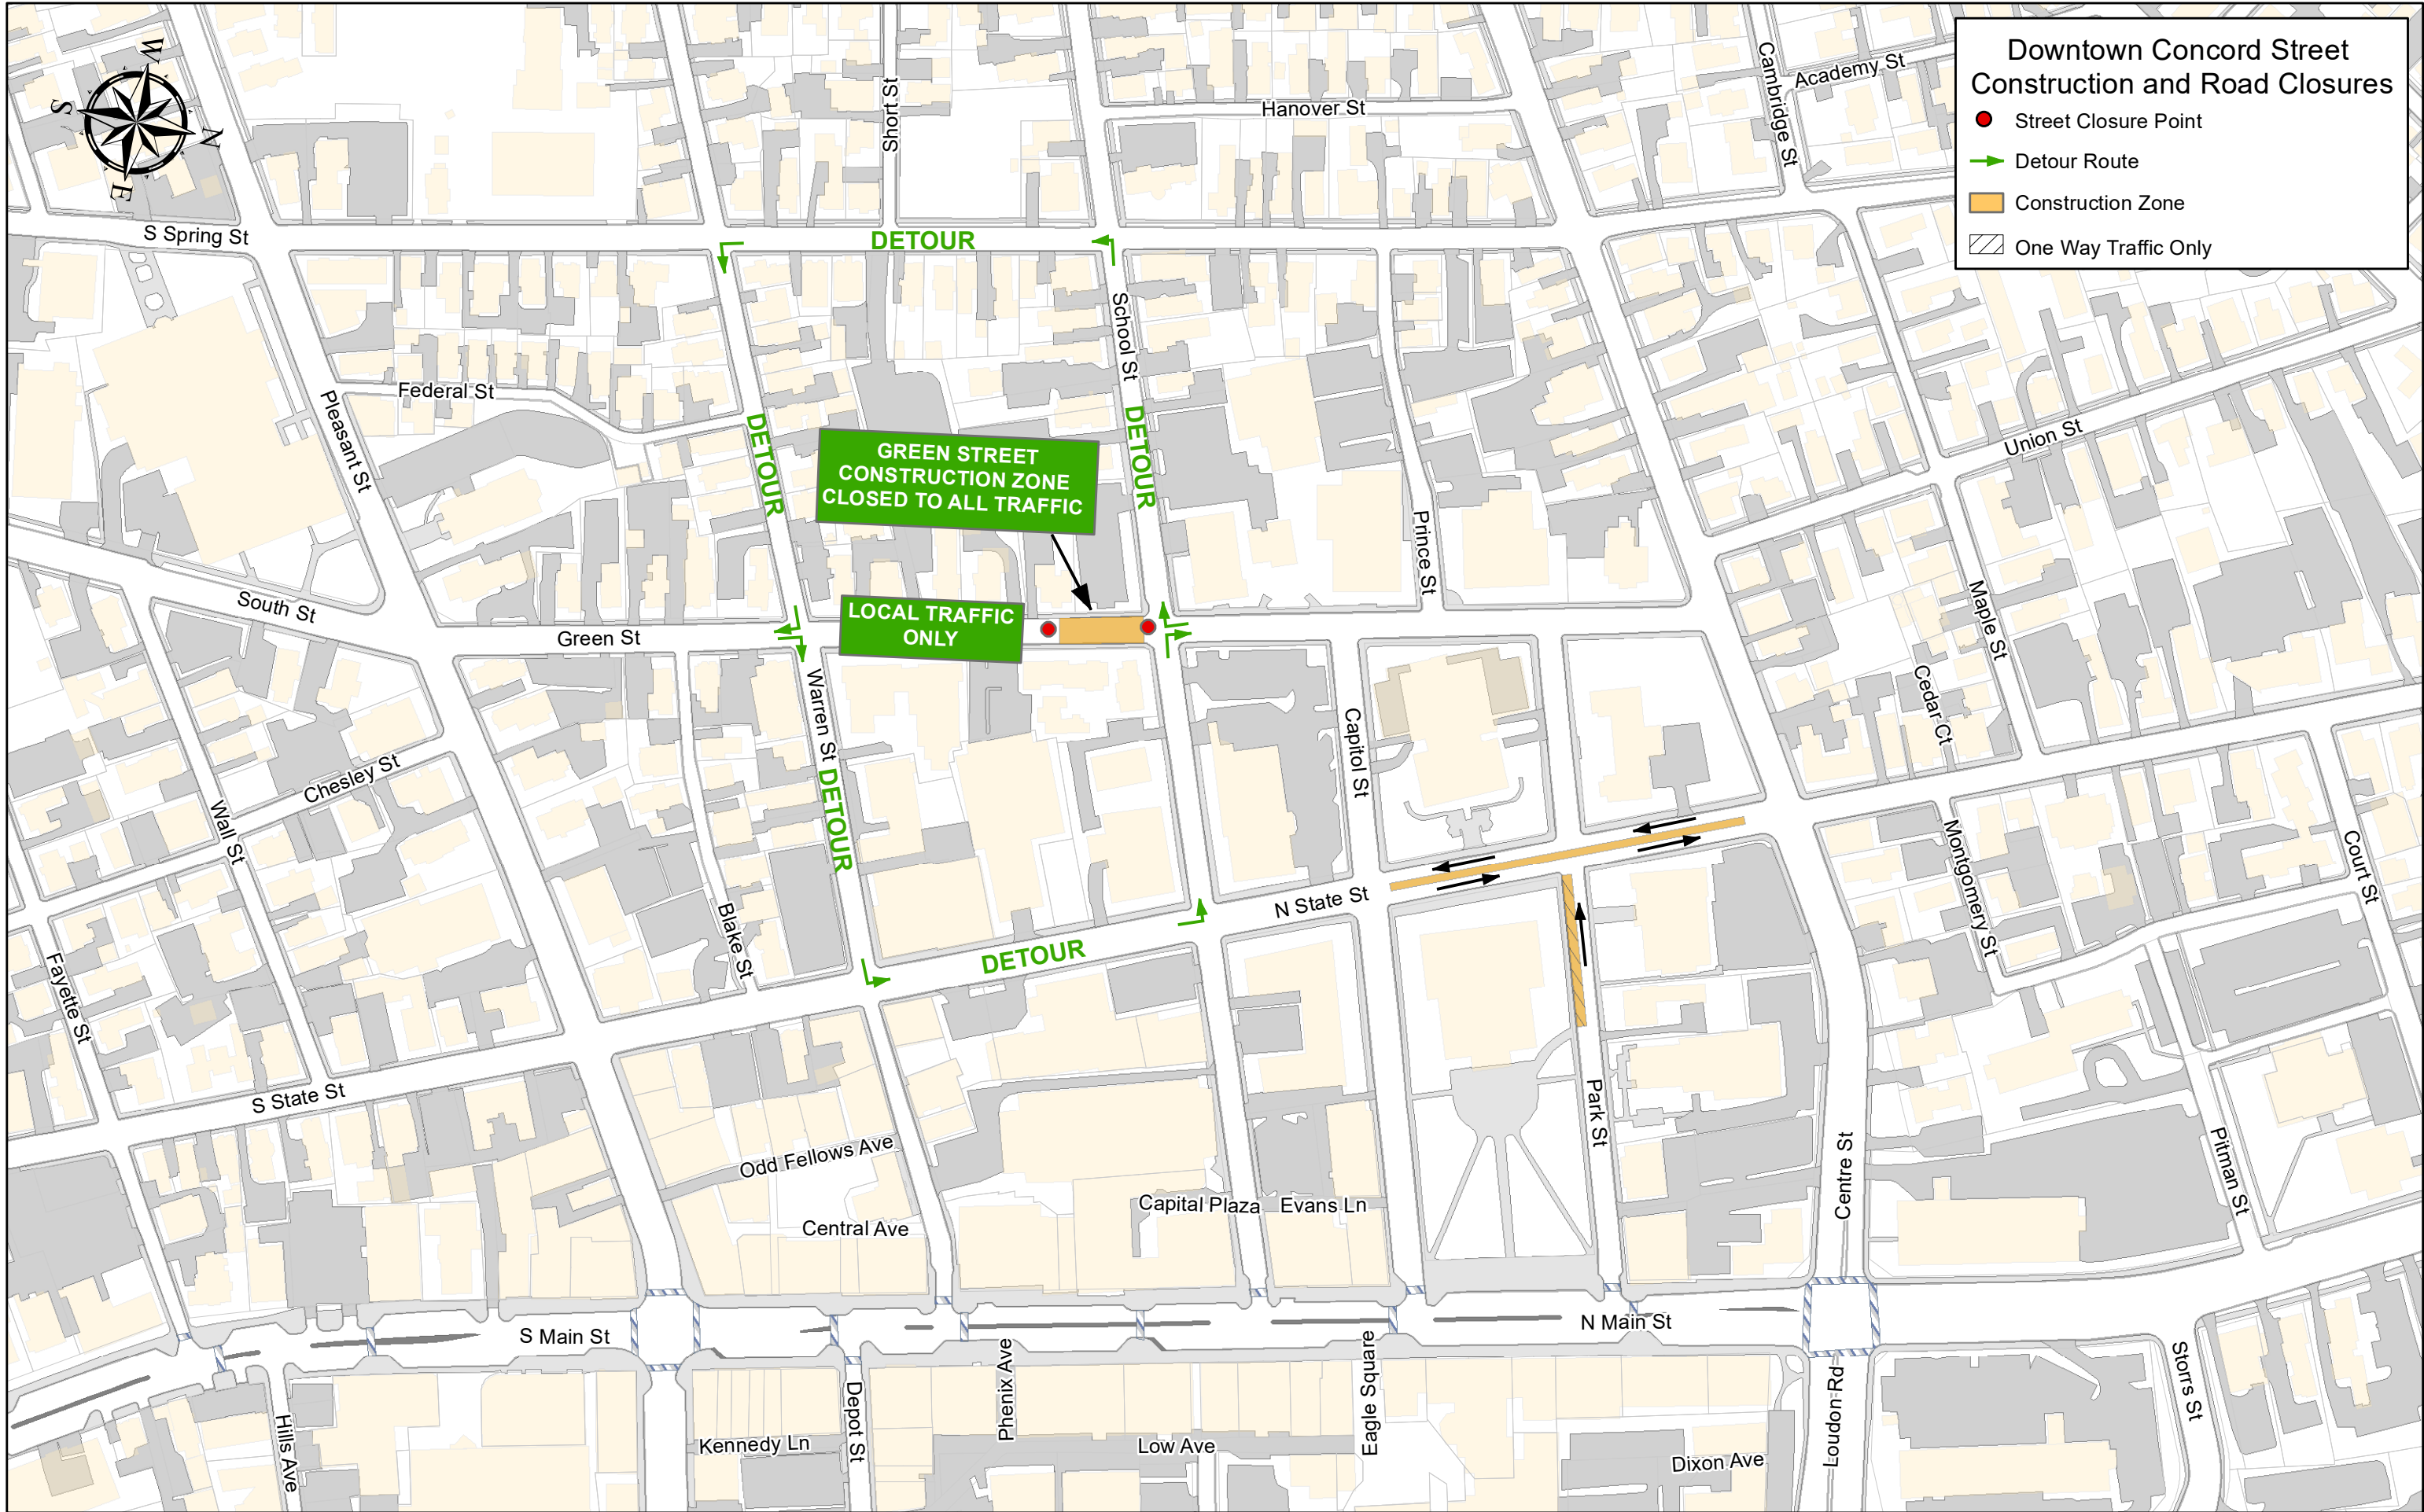 Downtown Concord Street
Construction and Road Closures
Street Closure Point
Detour Route
Construction Zone
One Way Traffic Only
W
S
N
E
Short St
Hanover St
Cambridge St
Academy St
S Spring St
DETOUR
School St
Federal St
Pleasant St
DETOUR
DETOUR
GREEN STREET
CONSTRUCTION ZONE
CLOSED TO ALL TRAFFIC
Union St
Prince St
South St
Green St
LOCAL TRAFFIC
ONLY
Maple St
Cedar Ct
Warren St
Capitol St
DETOUR
Chesley St
Wall St
Montgomery St
Court St
N State St
Blake St
DETOUR
Fayette St
S State St
Park St
Odd Fellows Ave
Central Ave
Capital Plaza
Evans Ln
Centre St
Pitman St
S Main St
N Main St
Hills Ave
Kennedy Ln
Depot St
Phenix Ave
Low Ave
Eagle Square
Dixon Ave
Loudon Rd
Storrs St